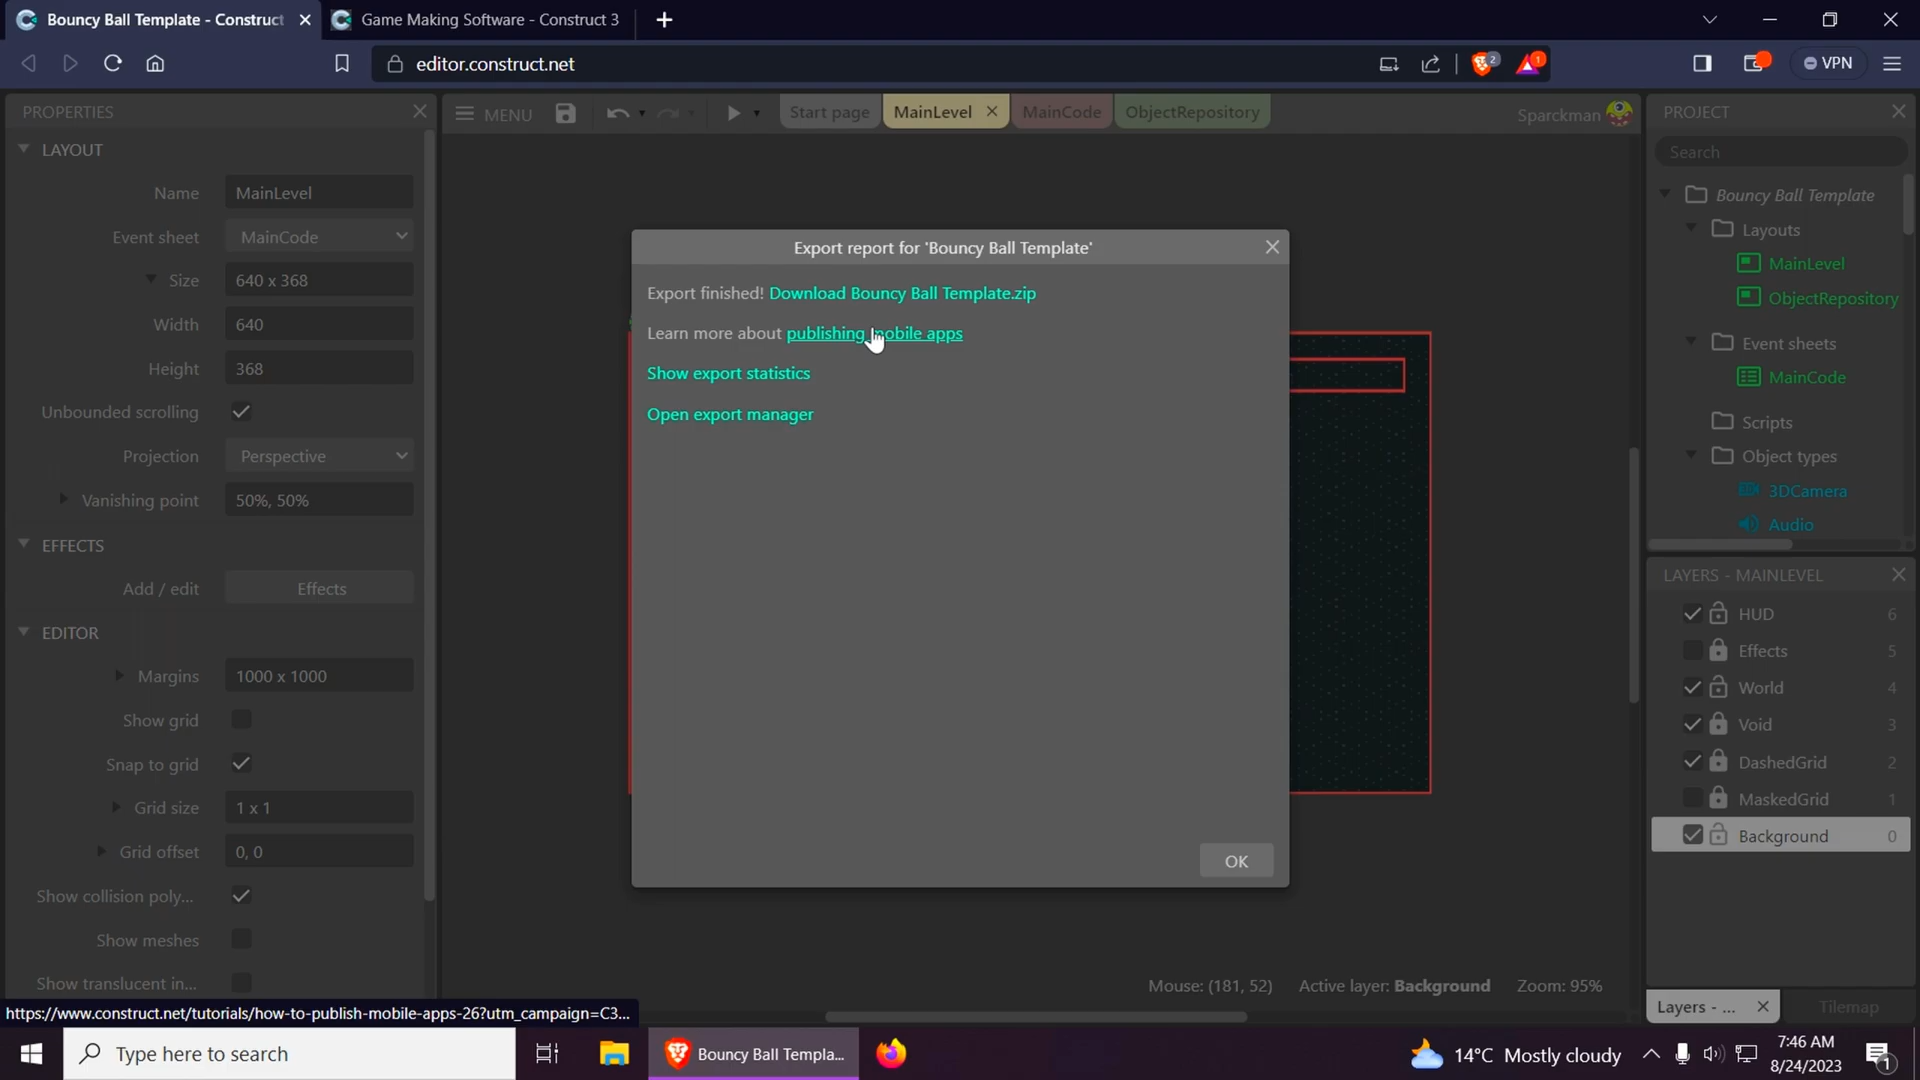 Bouncy Ball Template - Construct
Game Making Software - Construct 3
editor.construct.net
2
1
VPN
PROPERTIES
MENU
Start page
MainLevel
MainCode
ObjectRepository
Sparckman
PROJECT
LAYOUT
Name
MainLevel
Event sheet
MainCode
Size
640 x 368
Width
640
Height
368
Unbounded scrolling
Projection
Perspective
Vanishing point
50%, 50%
EFFECTS
Add / edit
Effects
EDITOR
Margins
1000 x 1000
Show grid
Snap to grid
Grid size
1 x 1
Grid offset
0, 0
Show collision poly...
Show meshes
Show translucent in...
Export report for 'Bouncy Ball Template'
Export finished! Download Bouncy Ball Template.zip
Learn more about publishing mobile apps
Show export statistics
Open export manager
OK
Mouse: (181, 52)
Active layer: Background
Zoom: 95%
Search
Bouncy Ball Template
Layouts
MainLevel
ObjectRepository
Event sheets
MainCode
Scripts
Object types
3DCamera
Audio
LAYERS - MAINLEVEL
HUD 6
Effects 5
World 4
Void 3
DashedGrid 2
MaskedGrid 1
Background 0
Layers - ...
Tilemap
https://www.construct.net/tutorials/how-to-publish-mobile-apps-26?utm_campaign=C3...
Type here to search
Bouncy Ball Templa...
14°C Mostly cloudy
7:46 AM
8/24/2023
1